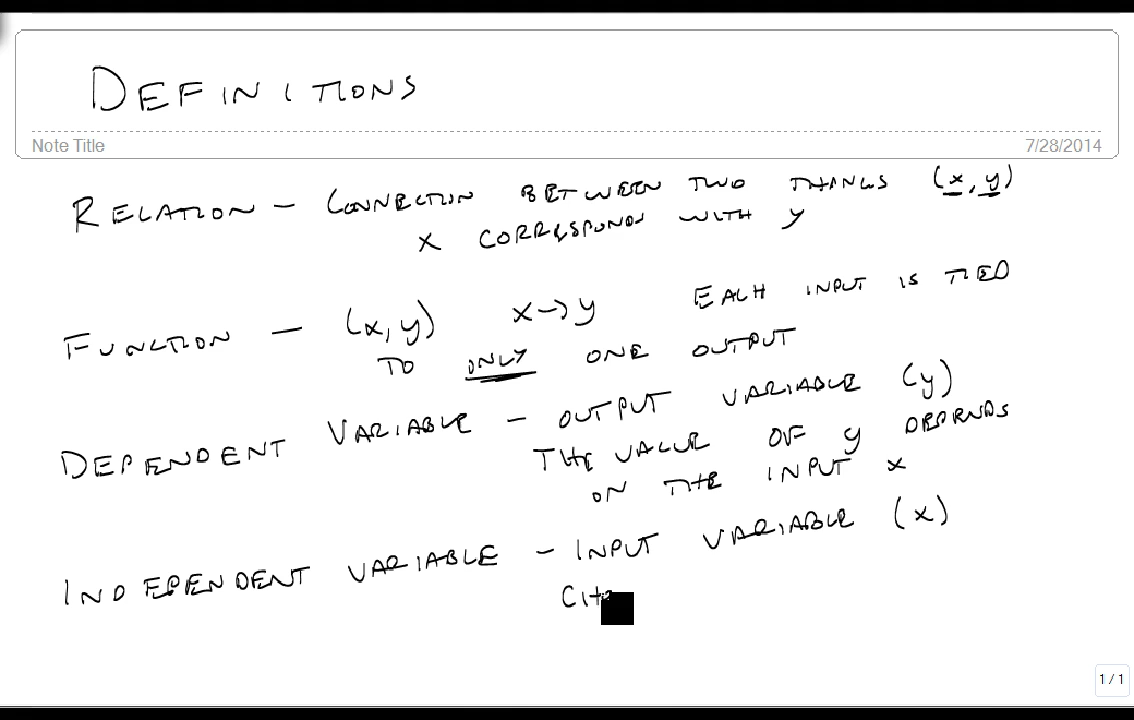 DEFINITIONS
Note Title 7/28/2014
RELATION - CONNECTION BETWEEN TWO THINGS (x, y)
x CORRESPONDS WITH y
FUNCTION - (x, y) x → y EACH INPUT IS TIED
TO ONLY ONE OUTPUT
DEPENDENT VARIABLE - OUTPUT VARIABLE (y)
THE VALUE OF y DEPENDS
ON THE INPUT x
INDEPENDENT VARIABLE - INPUT VARIABLE (x)
1 / 1